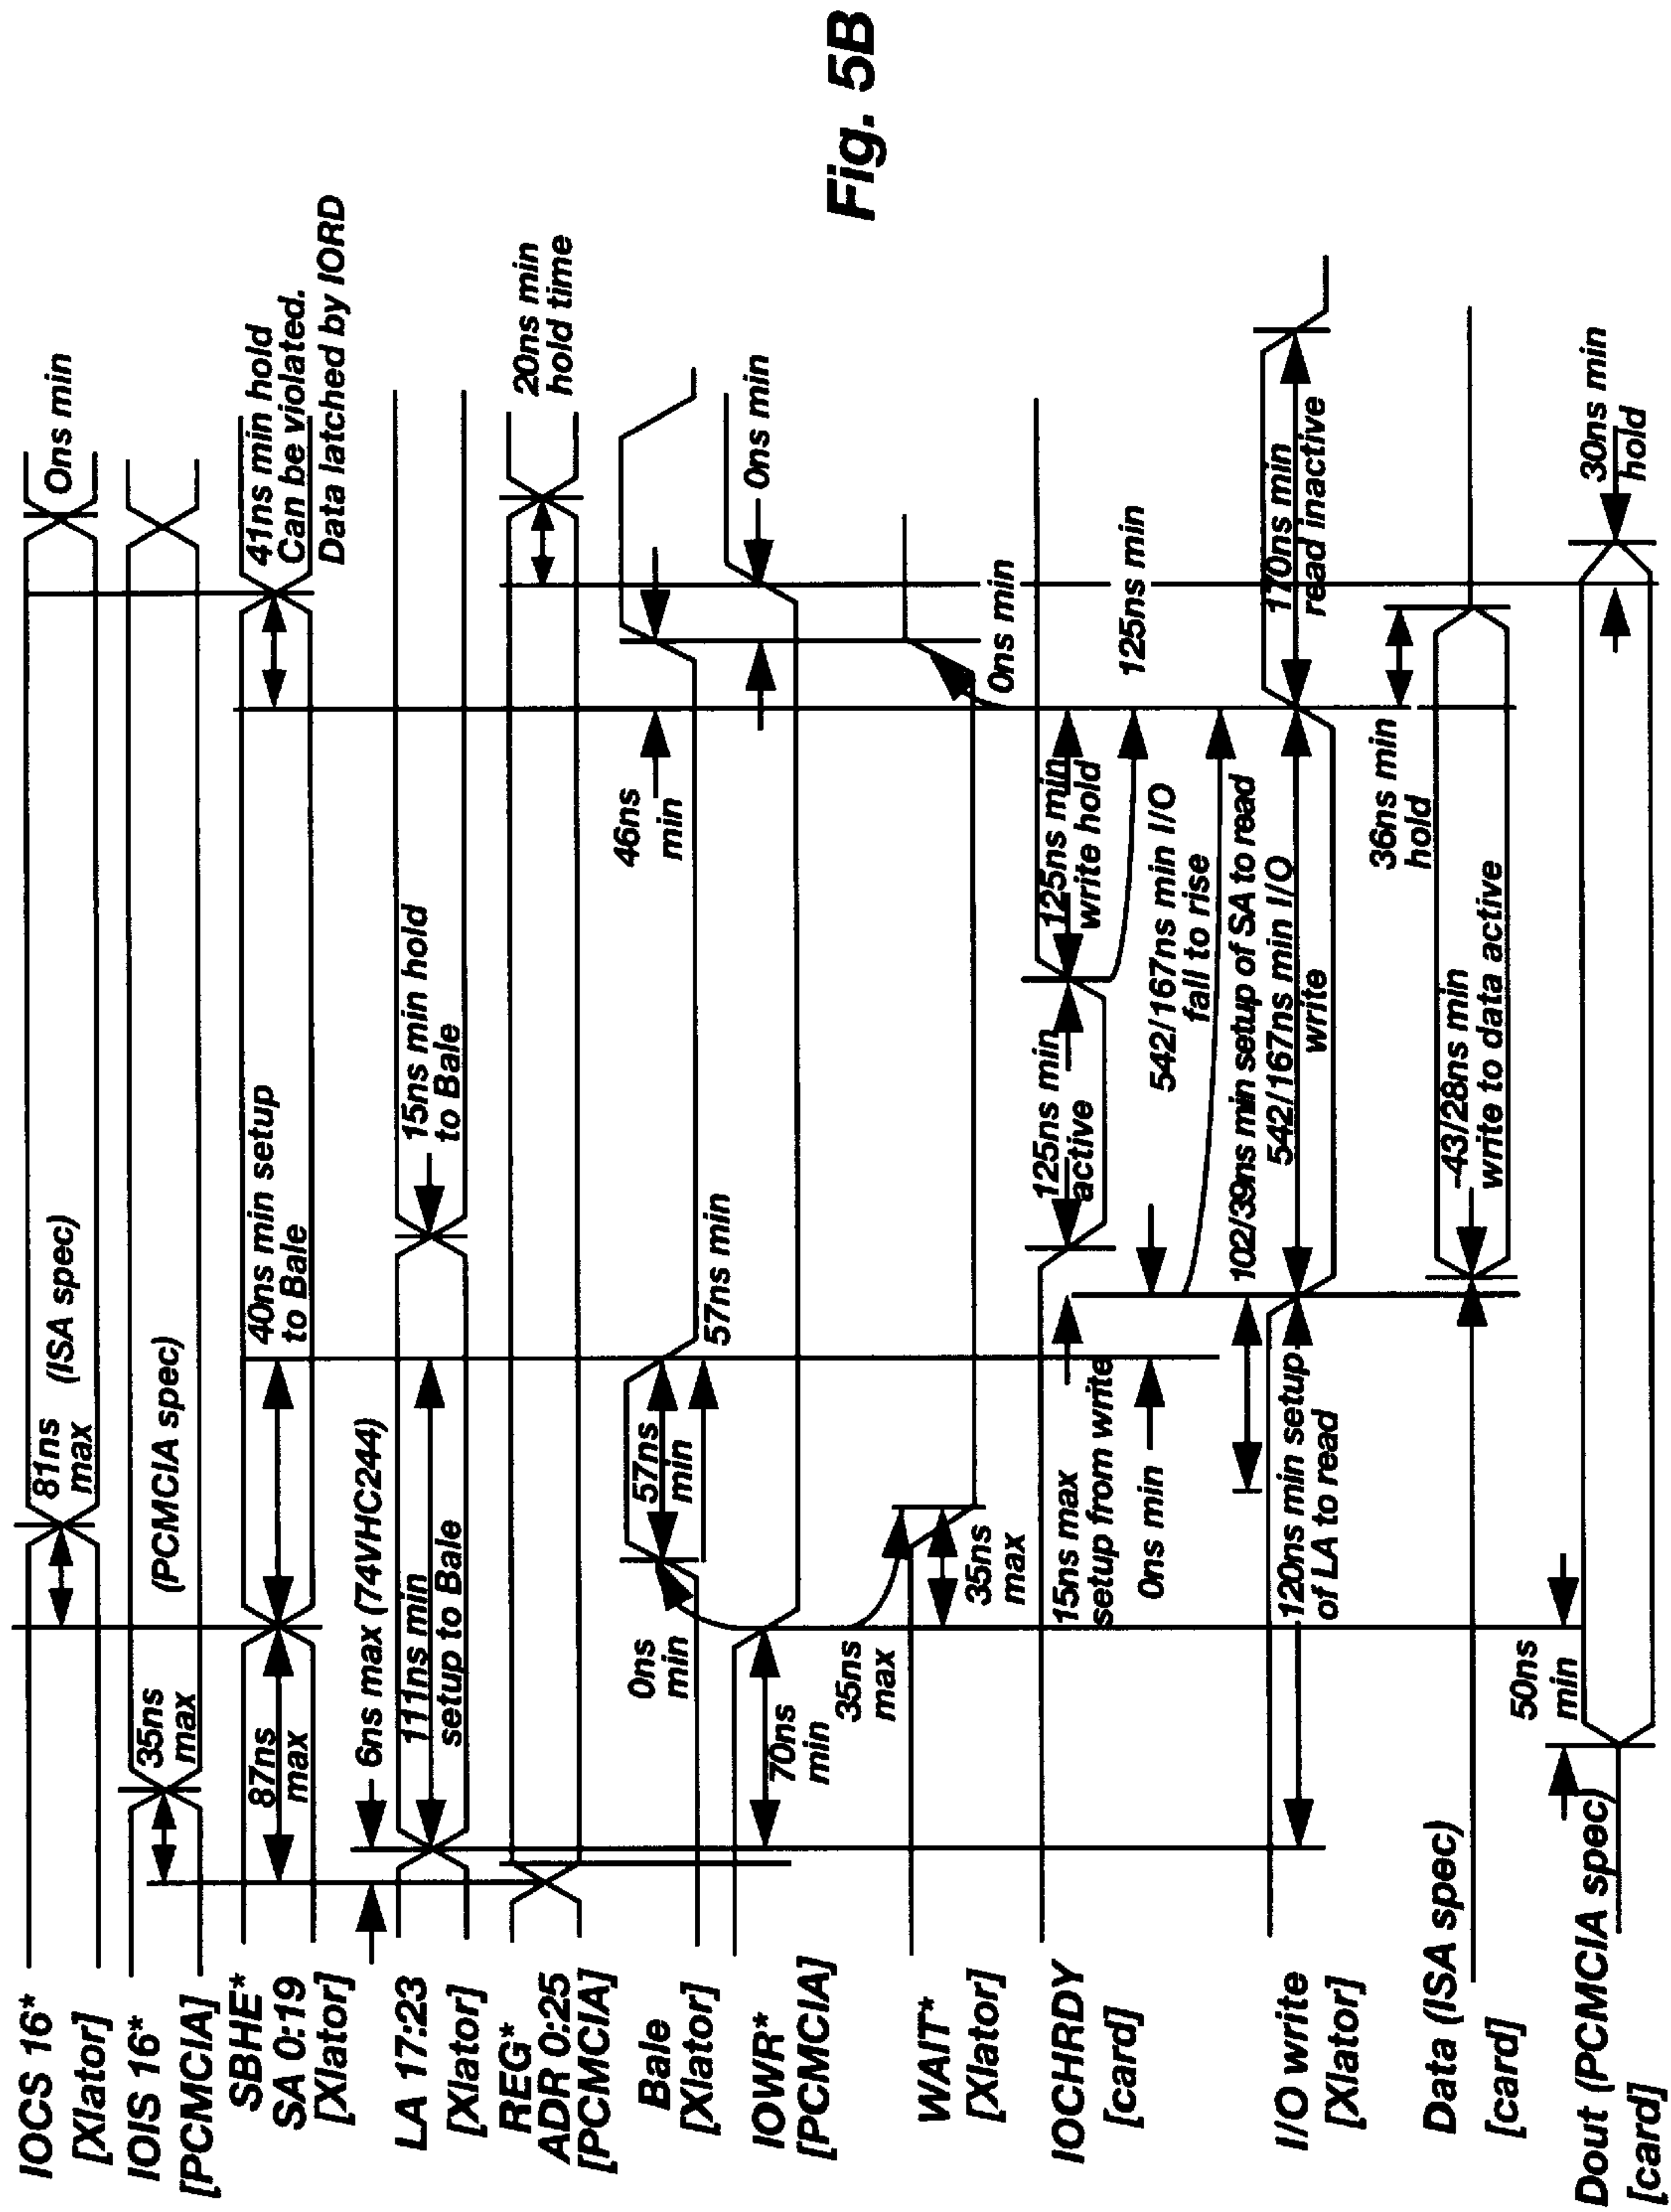 IOCS 16*
[Xlator]
81ns
max
(ISA spec)
0ns min
IOIS 16*
[PCMCIA]
35ns
max
(PCMCIA spec)
SBHE*
SA 0:19
[Xlator]
87ns
max
40ns min setup
to Bale
41ns min hold
Can be violated.
Data latched by IORD
6ns max (74VHC244)
LA 17:23
[Xlator]
111ns min
setup to Bale
15ns min hold
to Bale
REG*
ADR 0:25
[PCMCIA]
20ns min
hold time
Bale
[Xlator]
0ns
min
57ns
min
57ns min
46ns
min
IOWR*
[PCMCIA]
70ns
min
0ns min
WAIT*
[Xlator]
35ns
max
35ns
max
0ns min
IOCHRDY
[card]
15ns max
setup from write
125ns min
active
125ns min
write hold
125ns min
0ns min
542/167ns min I/O
fall to rise
102/39ns min setup of SA to read
I/O write
[Xlator]
120ns min setup
of LA to read
542/167ns min I/O
write
170ns min
read inactive
Data (ISA spec)
[card]
-43/28ns min
write to data active
36ns min
hold
Dout (PCMCIA spec)
[card]
50ns
min
30ns min
hold
Fig. 5B